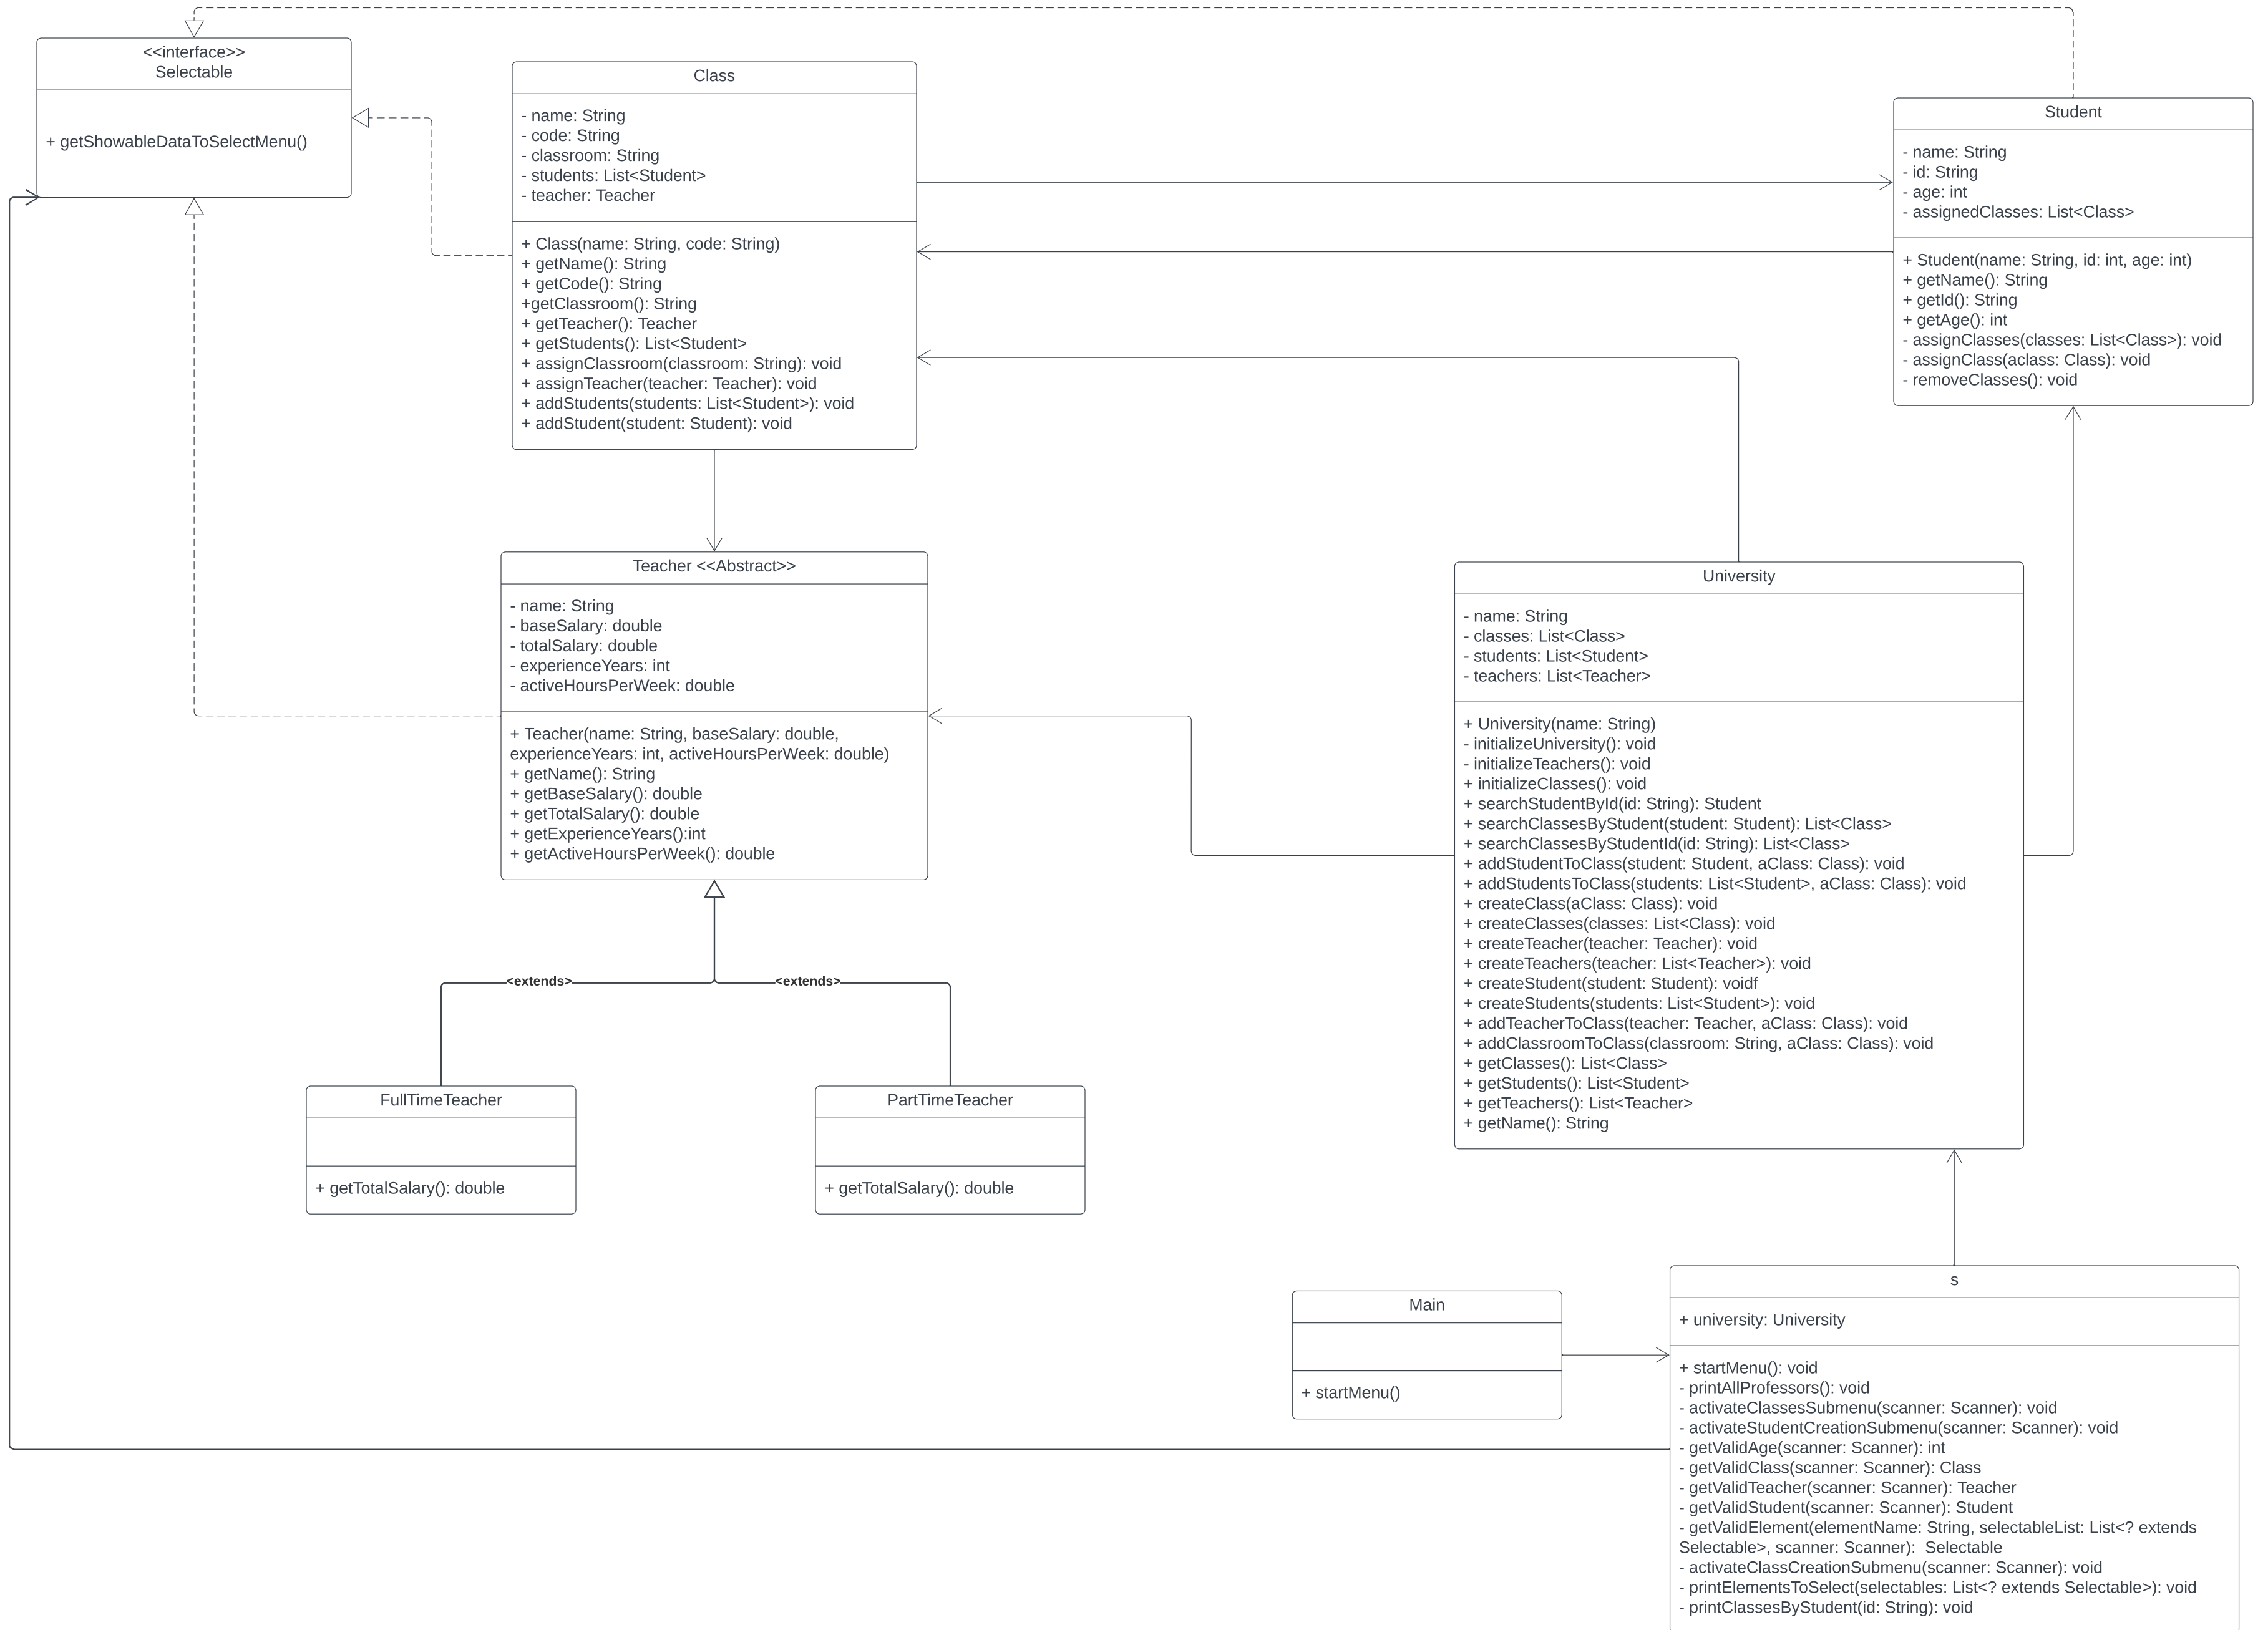 <<interface>>
Selectable
+ getShowableDataToSelectMenu()
Class
- name: String
- code: String
- classroom: String
- students: List<Student>
- teacher: Teacher
+ Class(name: String, code: String)
+ getName(): String
+ getCode(): String
+getClassroom(): String
+ getTeacher(): Teacher
+ getStudents(): List<Student>
+ assignClassroom(classroom: String): void
+ assignTeacher(teacher: Teacher): void
+ addStudents(students: List<Student>): void
+ addStudent(student: Student): void
Student
- name: String
- id: String
- age: int
- assignedClasses: List<Class>
+ Student(name: String, id: int, age: int)
+ getName(): String
+ getId(): String
+ getAge(): int
- assignClasses(classes: List<Class>): void
- assignClass(aclass: Class): void
- removeClasses(): void
Teacher <<Abstract>>
- name: String
- baseSalary: double
- totalSalary: double
- experienceYears: int
- activeHoursPerWeek: double
+ Teacher(name: String, baseSalary: double,
experienceYears: int, activeHoursPerWeek: double)
+ getName(): String
+ getBaseSalary(): double
+ getTotalSalary(): double
+ getExperienceYears():int
+ getActiveHoursPerWeek(): double
University
- name: String
- classes: List<Class>
- students: List<Student>
- teachers: List<Teacher>
+ University(name: String)
- initializeUniversity(): void
- initializeTeachers(): void
+ initializeClasses(): void
+ searchStudentById(id: String): Student
+ searchClassesByStudent(student: Student): List<Class>
+ searchClassesByStudentId(id: String): List<Class>
+ addStudentToClass(student: Student, aClass: Class): void
+ addStudentsToClass(students: List<Student>, aClass: Class): void
+ createClass(aClass: Class): void
+ createClasses(classes: List<Class): void
+ createTeacher(teacher: Teacher): void
+ createTeachers(teacher: List<Teacher>): void
+ createStudent(student: Student): voidf
+ createStudents(students: List<Student>): void
+ addTeacherToClass(teacher: Teacher, aClass: Class): void
+ addClassroomToClass(classroom: String, aClass: Class): void
+ getClasses(): List<Class>
+ getStudents(): List<Student>
+ getTeachers(): List<Teacher>
+ getName(): String
<extends>
<extends>
FullTimeTeacher
+ getTotalSalary(): double
PartTimeTeacher
+ getTotalSalary(): double
Main
+ startMenu()
s
+ university: University
+ startMenu(): void
- printAllProfessors(): void
- activateClassesSubmenu(scanner: Scanner): void
- activateStudentCreationSubmenu(scanner: Scanner): void
- getValidAge(scanner: Scanner): int
- getValidClass(scanner: Scanner): Class
- getValidTeacher(scanner: Scanner): Teacher
- getValidStudent(scanner: Scanner): Student
- getValidElement(elementName: String, selectableList: List<? extends
Selectable>, scanner: Scanner):  Selectable
- activateClassCreationSubmenu(scanner: Scanner): void
- printElementsToSelect(selectables: List<? extends Selectable>): void
- printClassesByStudent(id: String): void